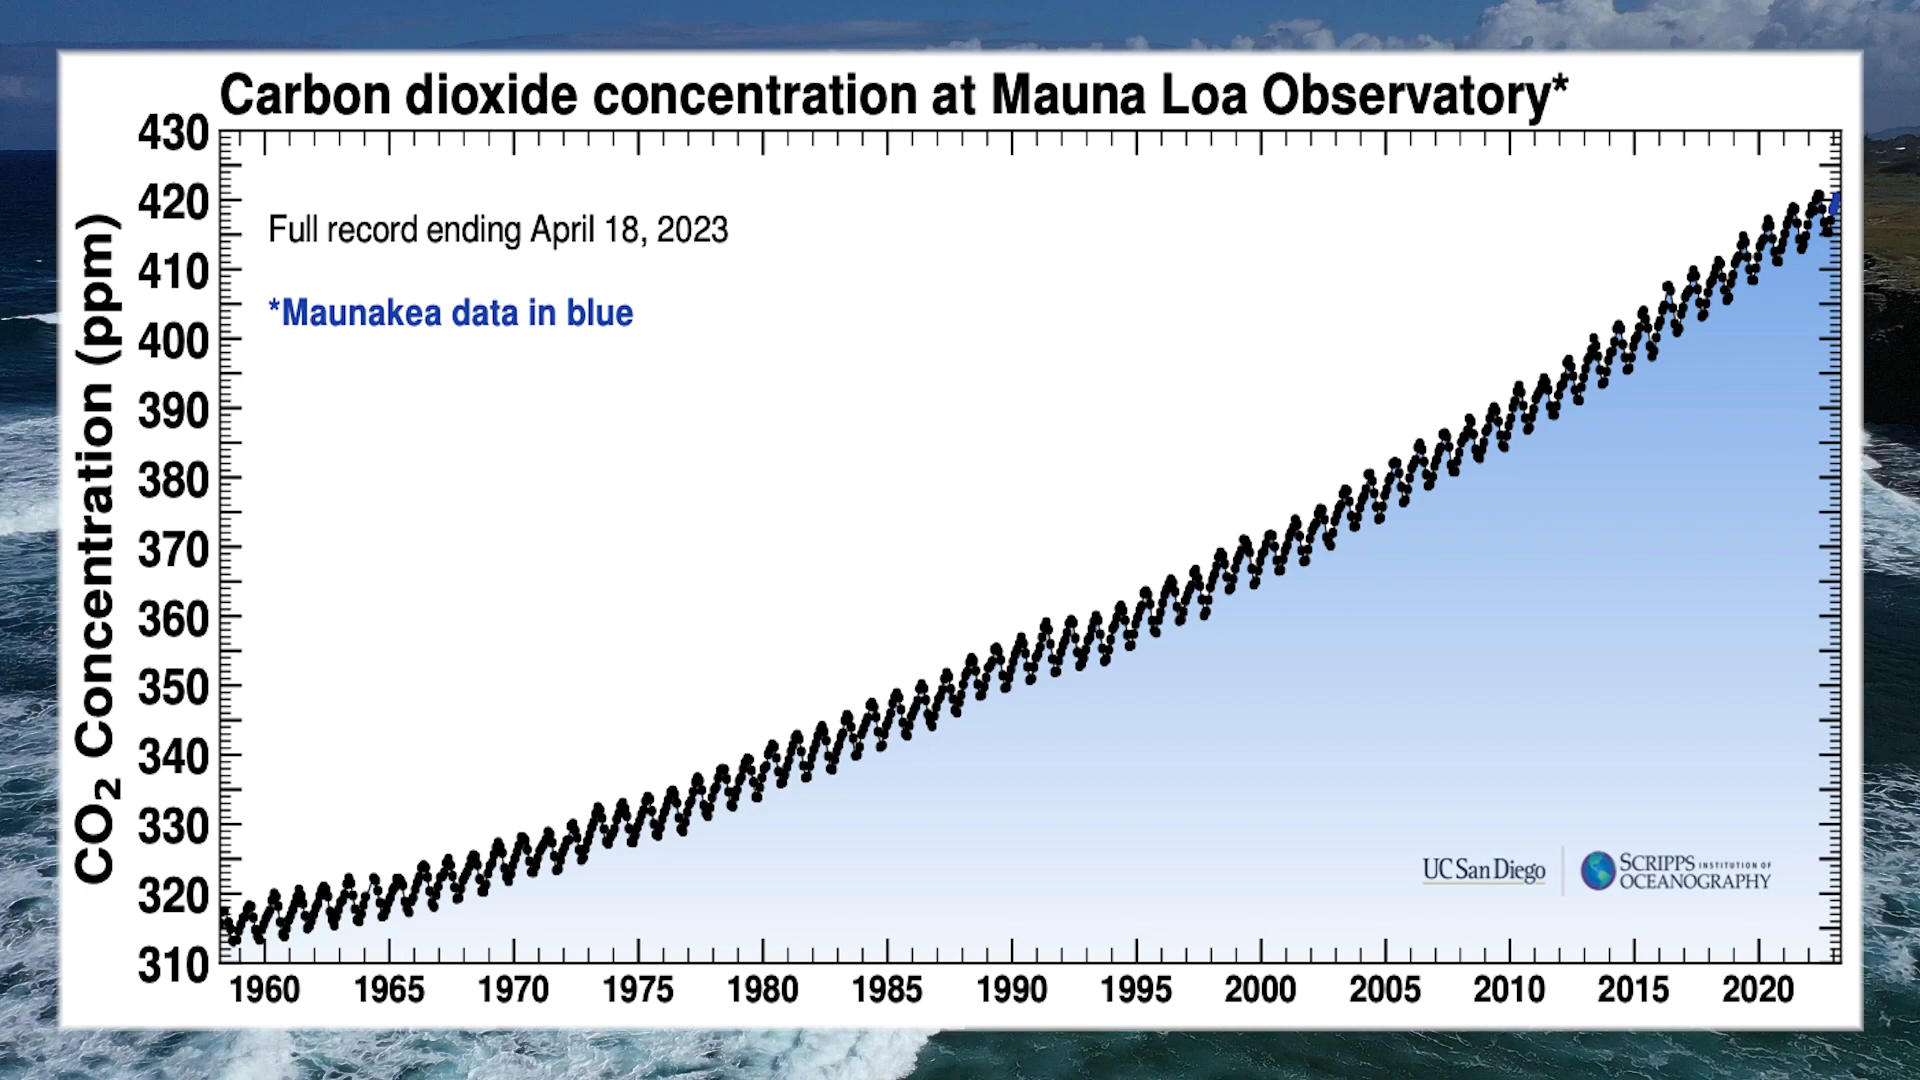 Carbon dioxide concentration at Mauna Loa Observatory*
430
420
410
400
390
380
370
360
350
340
330
320
310
CO₂ Concentration (ppm)
Full record ending April 18, 2023
*Maunakea data in blue
UC San Diego
SCRIPPS INSTITUTION OF
OCEANOGRAPHY
1960 1965 1970 1975 1980 1985 1990 1995 2000 2005 2010 2015 2020